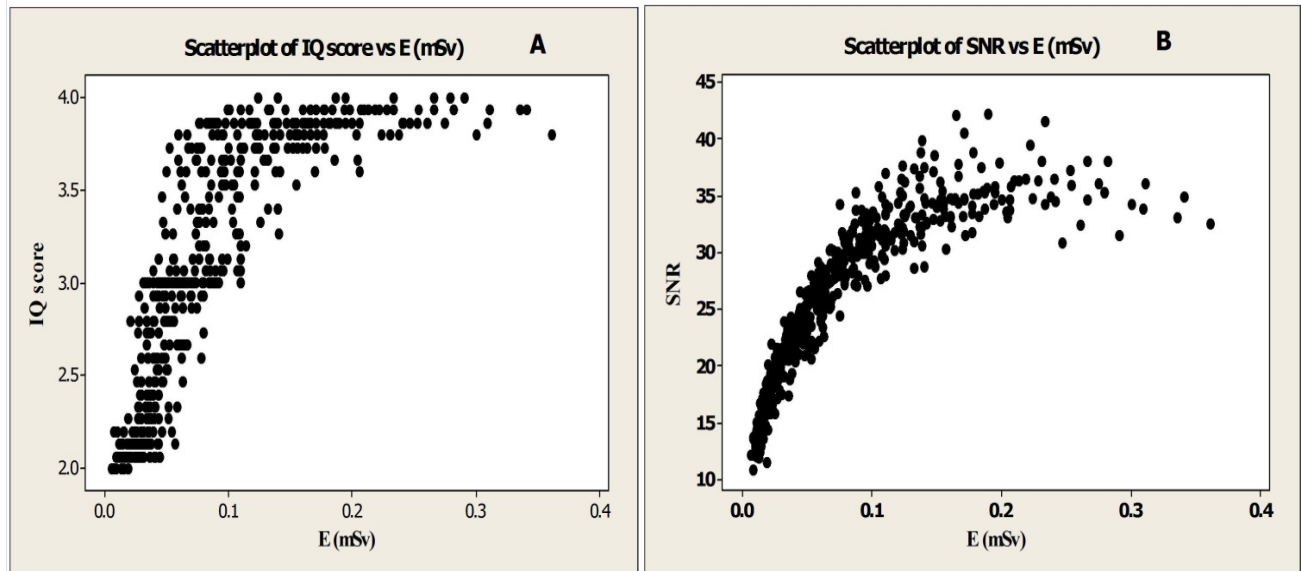 Scatterplot of IQ score vs E (mSv)
A
4.0
3.5
3.0
2.5
2.0
IQ score
0.0 0.1 0.2 0.3 0.4
E (mSv)
Scatterplot of SNR vs E (mSv)
B
45
40
35
30
25
20
15
10
SNR
0.0 0.1 0.2 0.3 0.4
E (mSv)